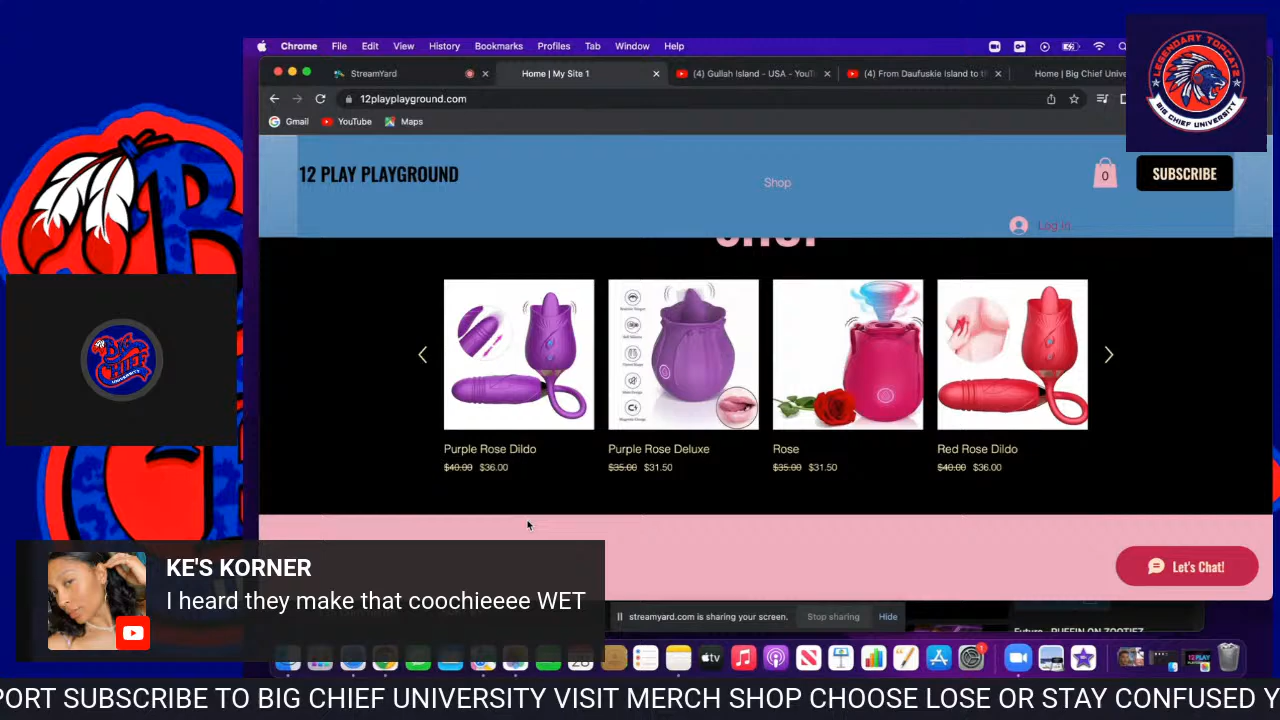 Chrome File Edit View History Bookmarks Profiles Tab Window Help
StreamYard
Home | My Site 1
(4) Gullah Island - USA - YouT
(4) From Daufuskie Island to th
Home | Big Chief Unive
12playplayground.com
Gmail YouTube Maps
LEGENDARY TOPCATZ
BIG CHIEF UNIVERSITY
12 PLAY PLAYGROUND
Shop
0
SUBSCRIBE
Log In
Purple Rose Dildo
$40.00 $36.00
Purple Rose Deluxe
$35.00 $31.50
Rose
$35.00 $31.50
Red Rose Dildo
$40.00 $36.00
BIG
CHIEF
UNIVERSITY
KE'S KORNER
I heard they make that coochieeee WET
Let's Chat!
streamyard.com is sharing your screen.
Stop sharing
Hide
PORT SUBSCRIBE TO BIG CHIEF UNIVERSITY VISIT MERCH SHOP CHOOSE LOSE OR STAY CONFUSED Y